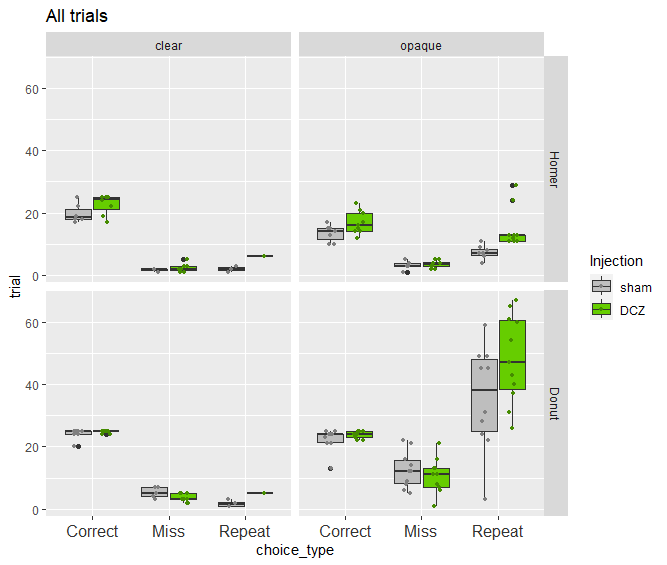 All trials
clear opaque
60
40
20
0
Homer
60
40
20
0
Donut
trial
Correct Miss Repeat Correct Miss Repeat
choice_type
Injection
sham
DCZ